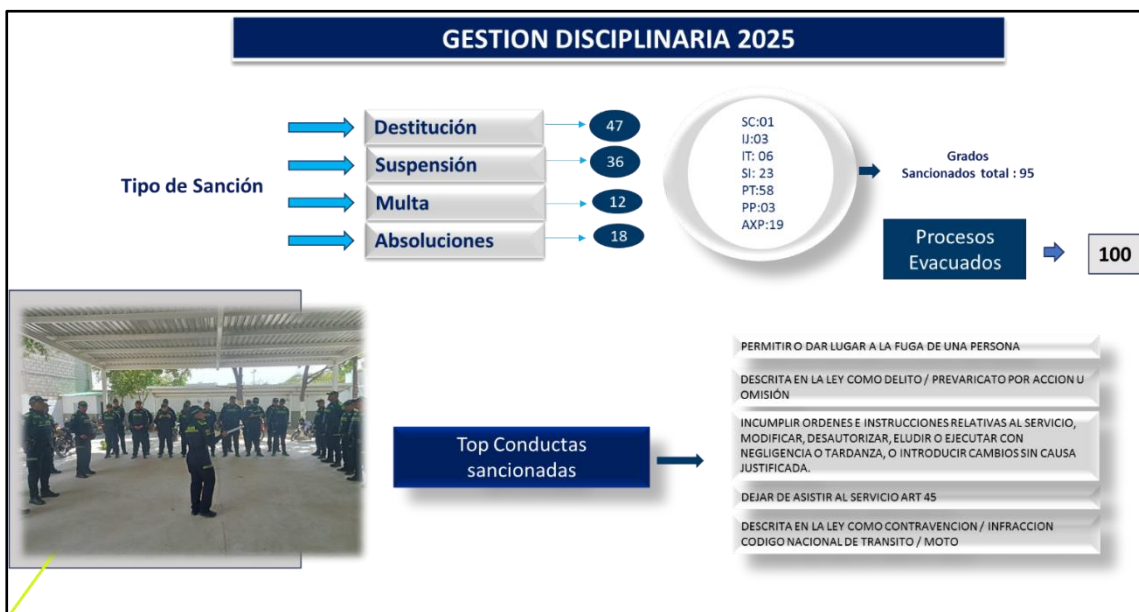 GESTION DISCIPLINARIA 2025
Tipo de Sanción
Destitución
47
Suspensión
36
Multa
12
Absoluciones
18
SC:01
IJ:03
IT: 06
SI: 23
PT:58
PP:03
AXP:19
Grados
Sancionados total : 95
Procesos
Evacuados
100
Top Conductas
sancionadas
PERMITIR O DAR LUGAR A LA FUGA DE UNA PERSONA
DESCRITA EN LA LEY COMO DELITO / PREVARICATO POR ACCION U
OMISIÓN
INCUMPLIR ORDENES E INSTRUCCIONES RELATIVAS AL SERVICIO,
MODIFICAR, DESAUTORIZAR, ELUDIR O EJECUTAR CON
NEGLIGENCIA O TARDANZA, O INTRODUCIR CAMBIOS SIN CAUSA
JUSTIFICADA.
DEJAR DE ASISTIR AL SERVICIO ART 45
DESCRITA EN LA LEY COMO CONTRAVENCION / INFRACCION
CODIGO NACIONAL DE TRANSITO / MOTO